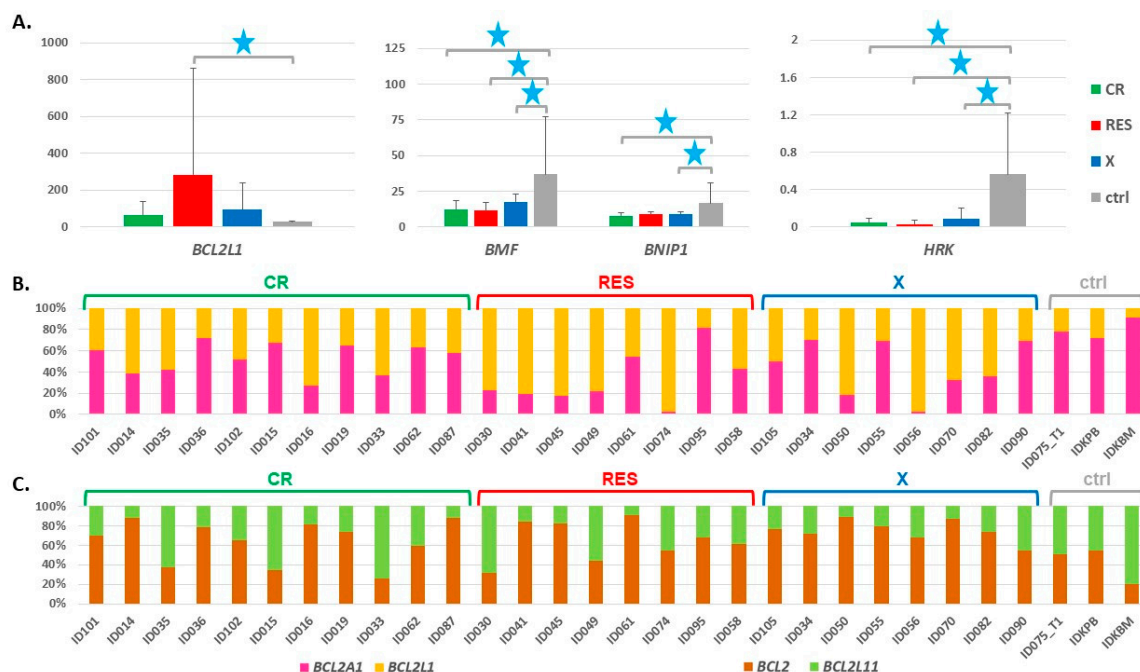 A.
1000
800
600
400
200
0
BCL2L1
125
100
75
50
25
0
BMF BNIP1
2
1.6
1.2
0.8
0.4
0
HRK
CR
RES
X
ctrl
B.
CR RES X ctrl
100%
80%
60%
40%
20%
0%
ID101 ID014 ID035 ID036 ID102 ID015 ID016 ID019 ID033 ID062 ID087 ID030 ID041 ID045 ID049 ID061 ID074 ID095 ID058 ID105 ID034 ID050 ID055 ID056 ID070 ID082 ID090 ID075_T1 IDKPB IDKBM
C.
CR RES X ctrl
100%
80%
60%
40%
20%
0%
ID101 ID014 ID035 ID036 ID102 ID015 ID016 ID019 ID033 ID062 ID087 ID030 ID041 ID045 ID049 ID061 ID074 ID095 ID058 ID105 ID034 ID050 ID055 ID056 ID070 ID082 ID090 ID075_T1 IDKPB IDKBM
BCL2A1 BCL2L1 BCL2 BCL2L11